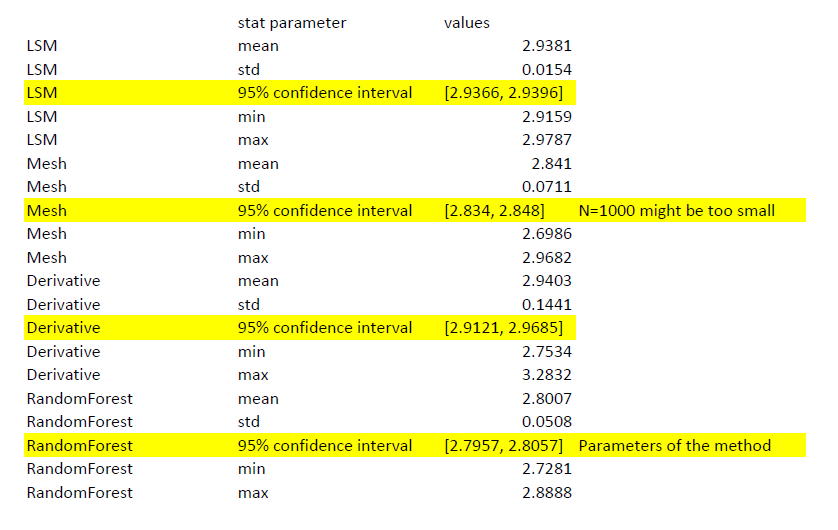 stat parameter values
LSM mean 2.9381
LSM std 0.0154
LSM 95% confidence interval [2.9366, 2.9396]
LSM min 2.9159
LSM max 2.9787
Mesh mean 2.841
Mesh std 0.0711
Mesh 95% confidence interval [2.834, 2.848] N=1000 might be too small
Mesh min 2.6986
Mesh max 2.9682
Derivative mean 2.9403
Derivative std 0.1441
Derivative 95% confidence interval [2.9121, 2.9685]
Derivative min 2.7534
Derivative max 3.2832
RandomForest mean 2.8007
RandomForest std 0.0508
RandomForest 95% confidence interval [2.7957, 2.8057] Parameters of the method
RandomForest min 2.7281
RandomForest max 2.8888